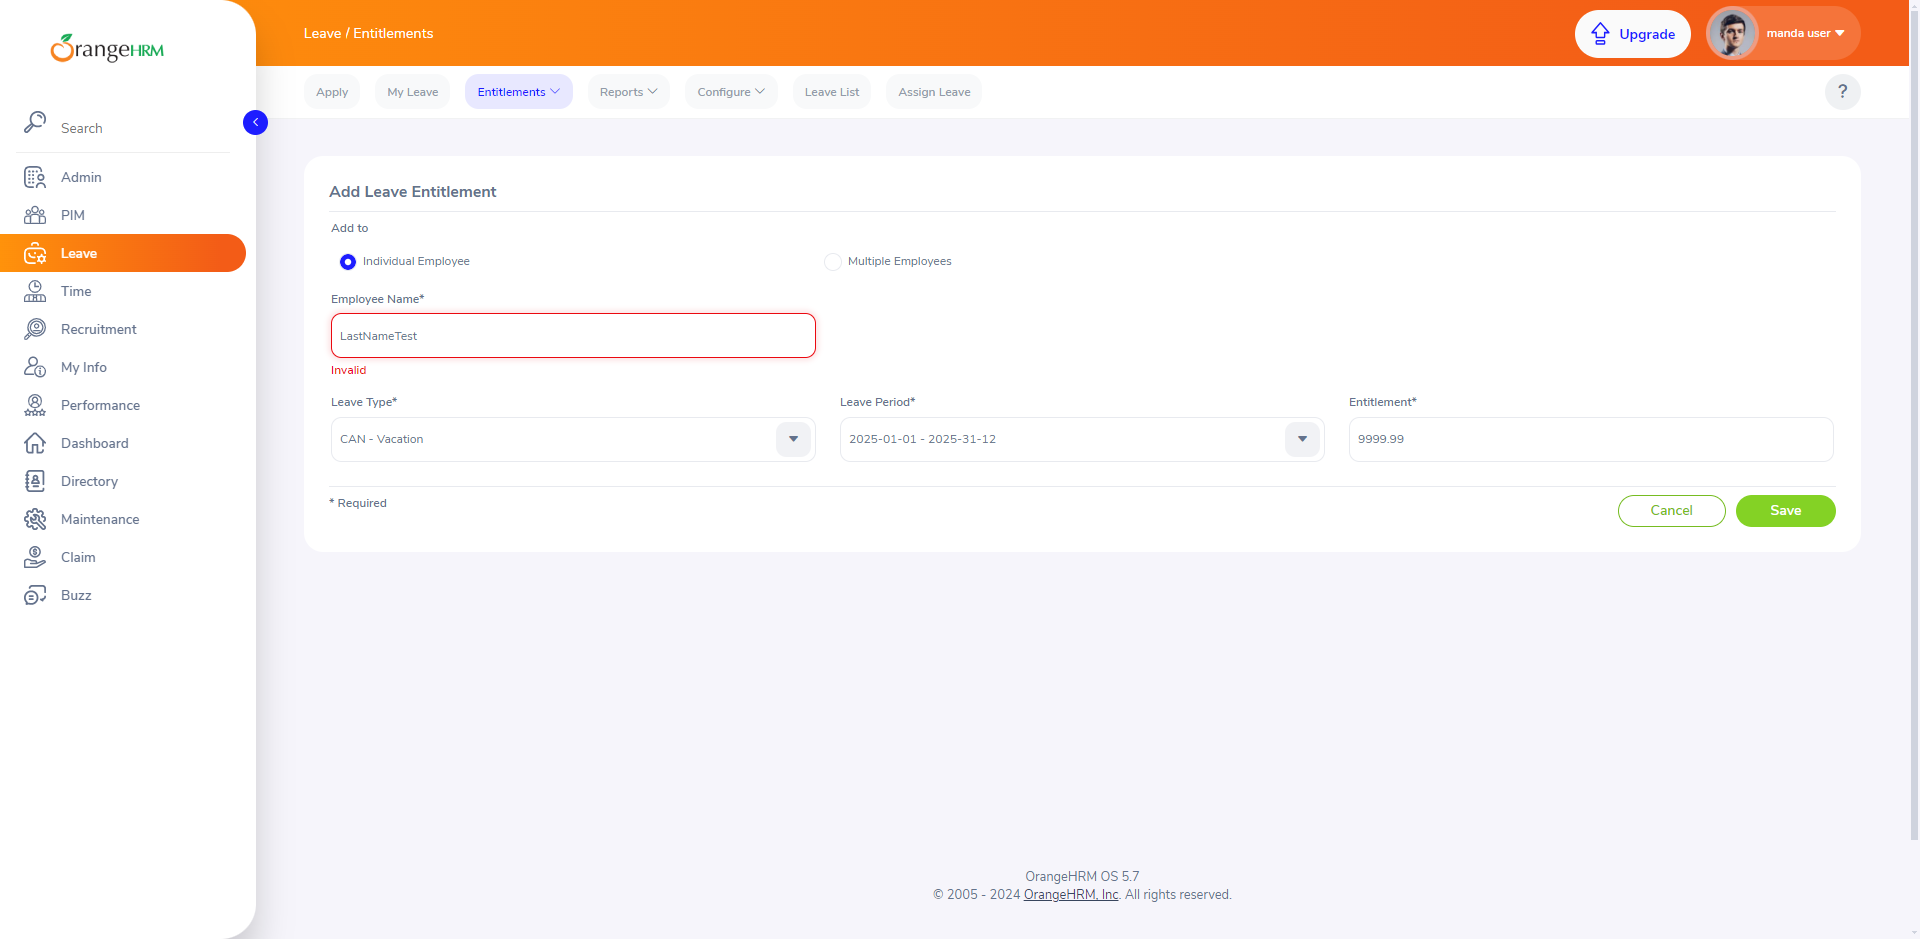 OrangeHRM
Search
Admin
PIM
Leave
Time
Recruitment
My Info
Performance
Dashboard
Directory
Maintenance
Claim
Buzz
Leave / Entitlements
Upgrade
manda user
Apply
My Leave
Entitlements
Reports
Configure
Leave List
Assign Leave
?
Add Leave Entitlement
Add to
Individual Employee
Multiple Employees
Employee Name*
LastNameTest
Invalid
Leave Type*
Leave Period*
Entitlement*
CAN - Vacation
2025-01-01 - 2025-31-12
9999.99
* Required
Cancel
Save
OrangeHRM OS 5.7
© 2005 - 2024 OrangeHRM, Inc. All rights reserved.